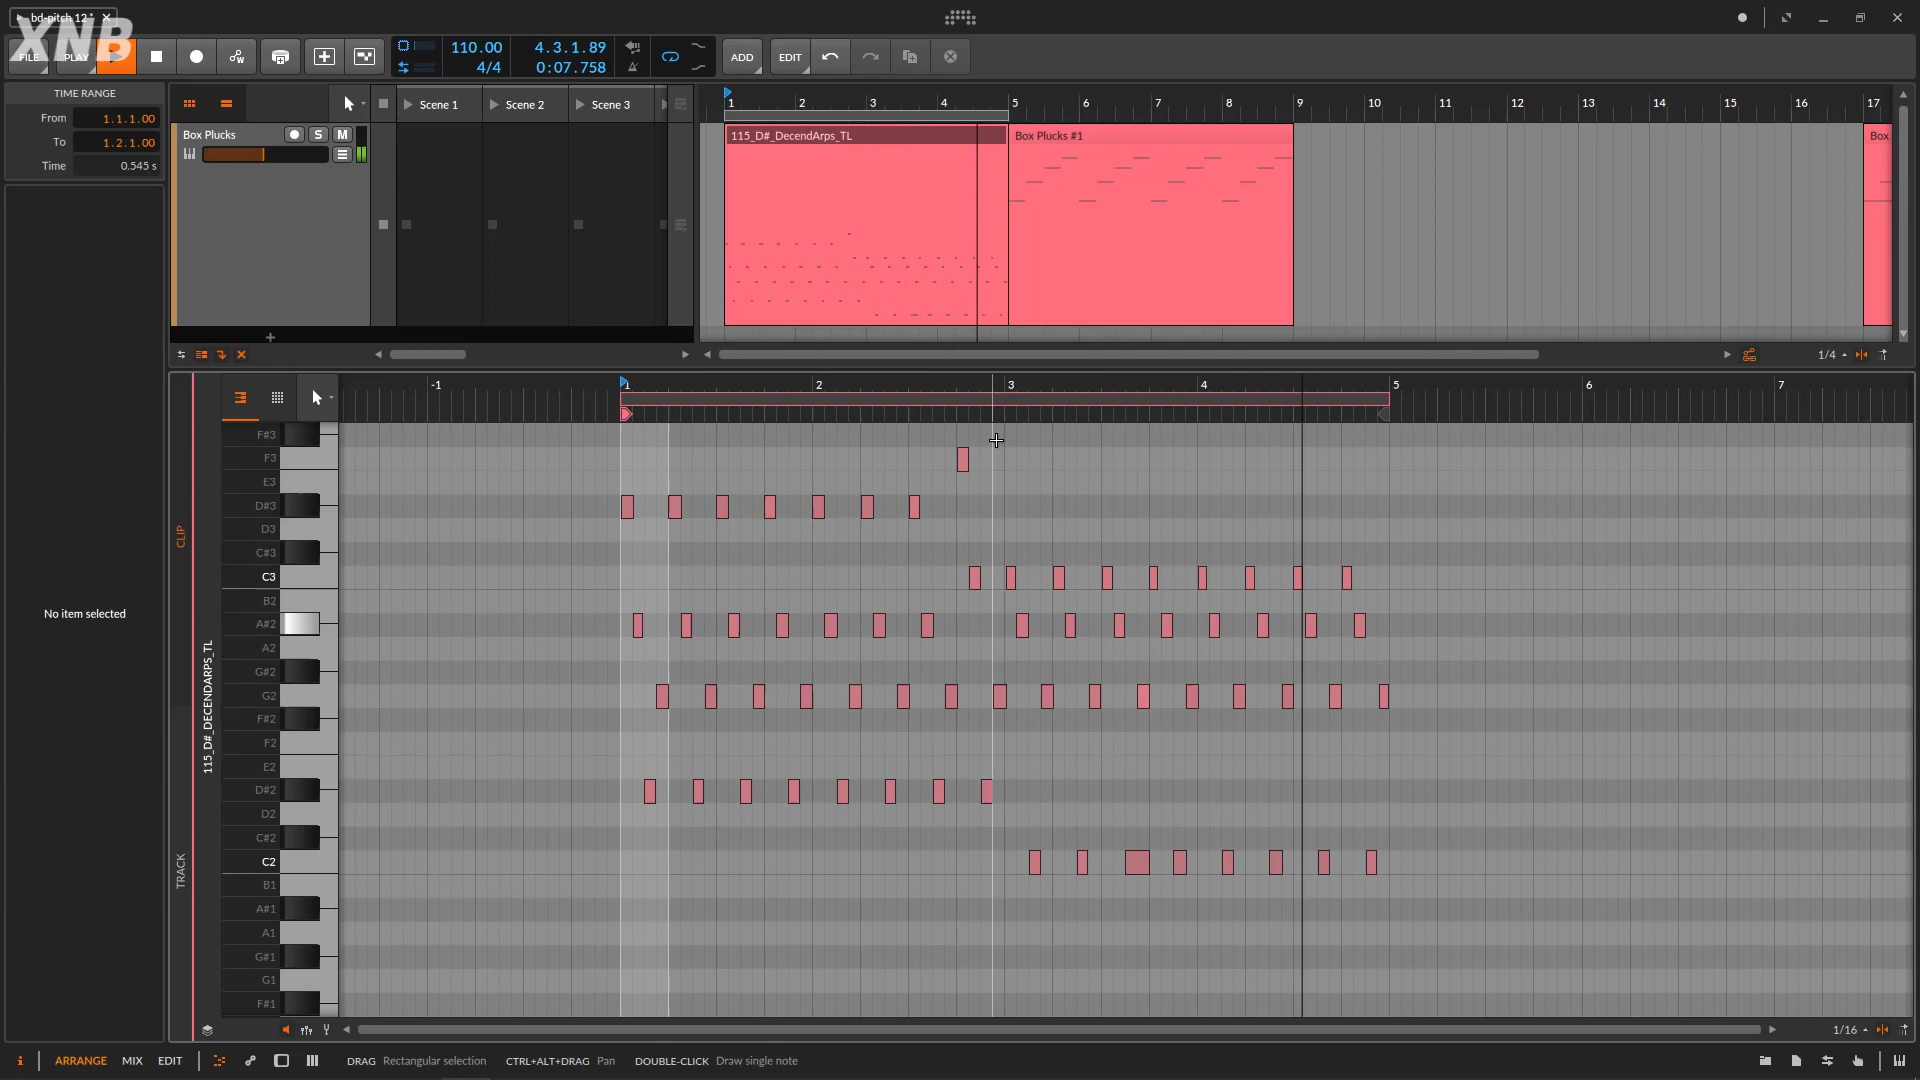 bd-pitch 12*
XNB
FILE
PLAY
110.00
4/4
4.3.1.89
0:07.758
ADD
EDIT
TIME RANGE
From 1.1.1.00
To 1.2.1.00
Time 0.545 s
No item selected
Scene 1
Scene 2
Scene 3
Box Plucks
S
M
1 2 3 4 5 6 7 8 9 10 11 12 13 14 15 16 17
115_D#_DecendArps_TL
Box Plucks #1
Box
1/4
-1 1 2 3 4 5 6 7
CLIP
TRACK
115_D#_DECENDARPS_TL
F#3
F3
E3
D#3
D3
C#3
C3
B2
A#2
A2
G#2
G2
F#2
F2
E2
D#2
D2
C#2
C2
B1
A#1
A1
G#1
G1
F#1
1/16
i
ARRANGE
MIX
EDIT
DRAG Rectangular selection
CTRL+ALT+DRAG Pan
DOUBLE-CLICK Draw single note